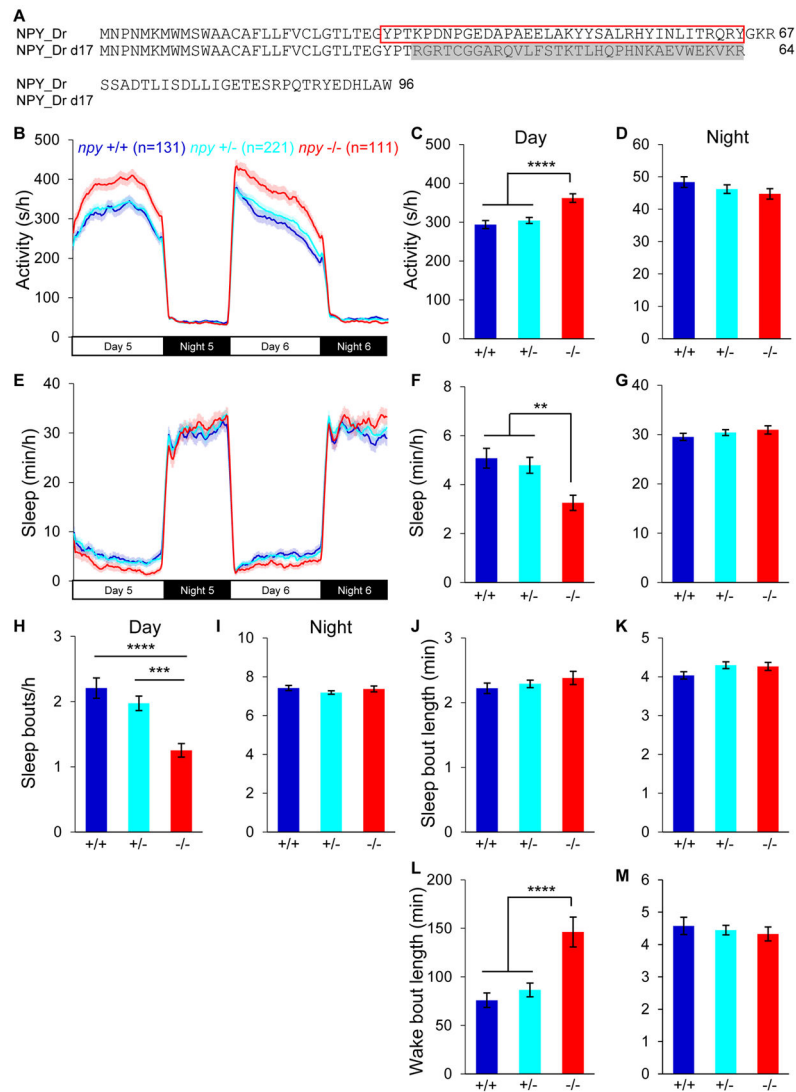 A
NPY_Dr MNPNMKMWMSWAACAFLLFVCLGTLTEGYPTKPDNPGEDAPAEELAKYYSALRHYINLITRQRYGKR 67
NPY_Dr d17 MNPNMKMWMSWAACAFLLFVCLGTLTEGYPTRGRTCGGARQVLFSTKTLHQPHNKAEVWEKVKR 64
NPY_Dr SSADTLISDLLIGETESRPQTRYEDHLAW 96
NPY_Dr d17
B
npy +/+ (n=131) npy +/- (n=221) npy -/- (n=111)
Activity (s/h)
500
400
300
200
100
0
Day 5 Night 5 Day 6 Night 6
C Day
Activity (s/h)
500
400
300
200
100
0
****
+/+ +/- -/-
D Night
60
50
40
30
20
10
0
+/+ +/- -/-
E
Sleep (min/h)
40
30
20
10
0
Day 5 Night 5 Day 6 Night 6
F
Sleep (min/h)
8
6
4
2
0
**
+/+ +/- -/-
G
40
30
20
10
0
+/+ +/- -/-
H Day
Sleep bouts/h
3
2
1
0
****
***
+/+ +/- -/-
I Night
10
8
6
4
2
0
+/+ +/- -/-
J
Sleep bout length (min)
3
2
1
0
+/+ +/- -/-
K
5
4
3
2
1
0
+/+ +/- -/-
L
Wake bout length (min)
200
150
100
50
0
****
+/+ +/- -/-
M
6
5
4
3
2
1
0
+/+ +/- -/-